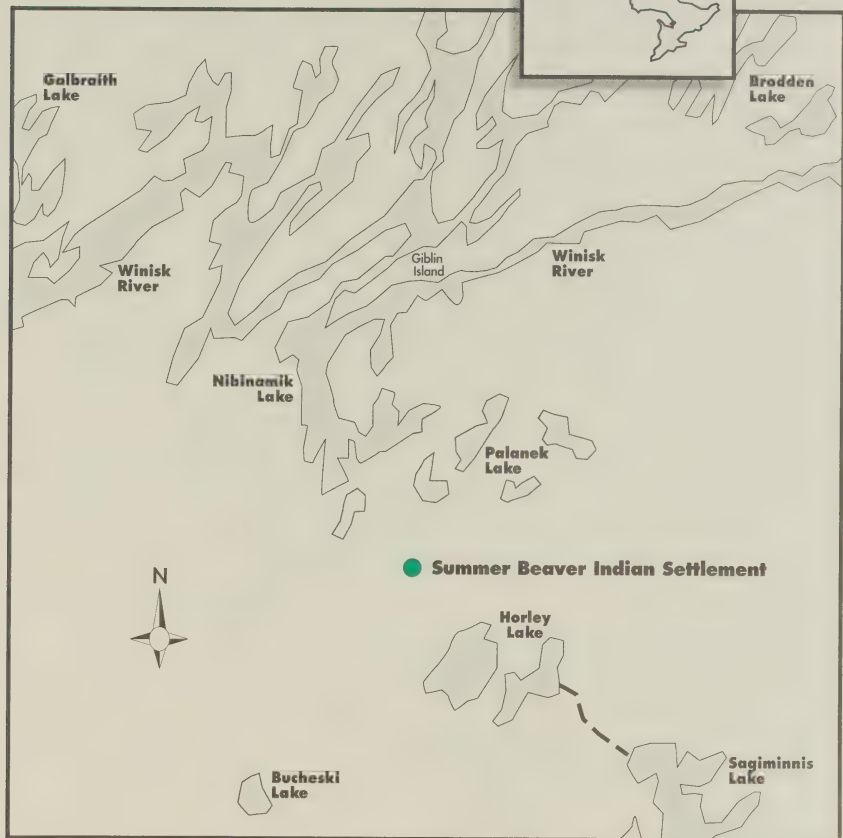 Galbraith
Lake
Brodden
Lake
Winisk
River
Giblin
Island
Winisk
River
Nibinamik
Lake
Palanek
Lake
N
Summer Beaver Indian Settlement
Horley
Lake
Bucheski
Lake
Sagiminnis
Lake